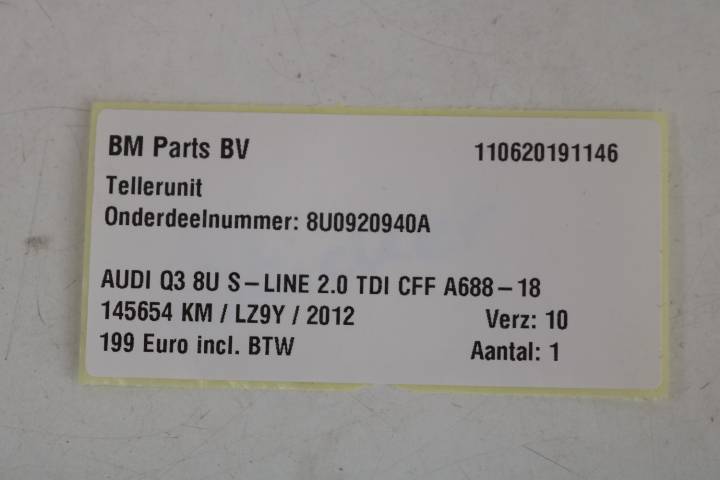 BM Parts BV 110620191146
Tellerunit
Onderdeelnummer: 8U0920940A
AUDI Q3 8U S-LINE 2.0 TDI CFF A688-18
145654 KM / LZ9Y / 2012 Verz: 10
199 Euro incl. BTW Aantal: 1